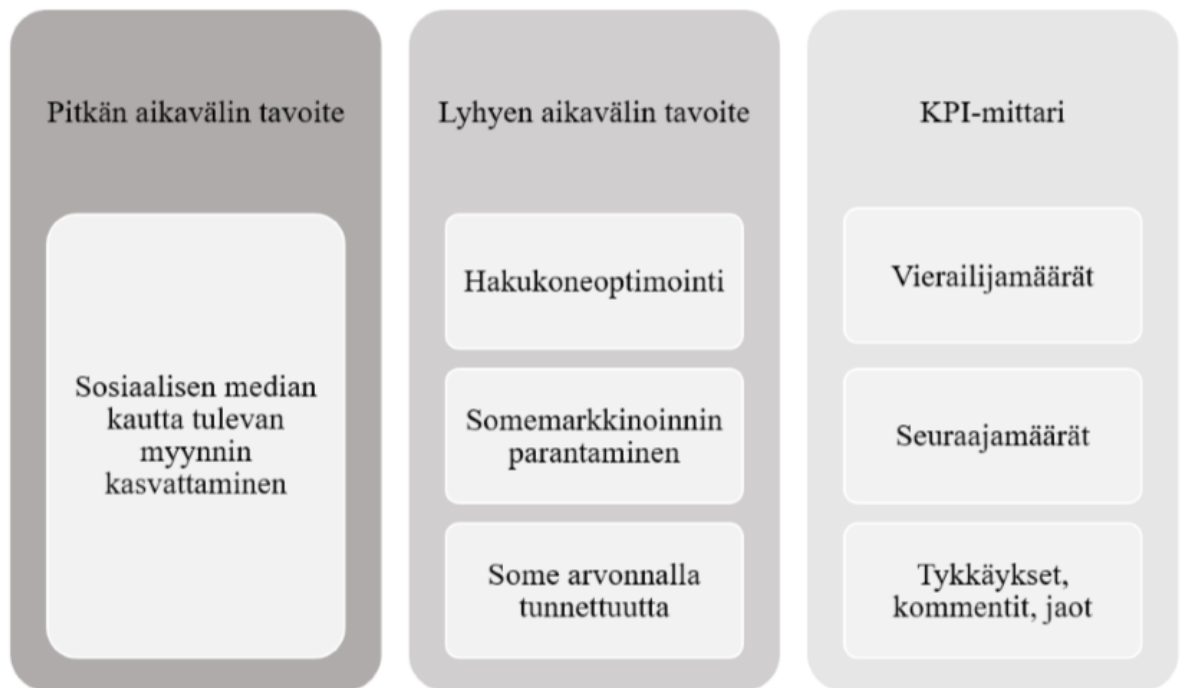 Pitkän aikavälin tavoite
Sosiaalisen median
kautta tulevan
myynnin
kasvattaminen
Lyhyen aikavälin tavoite
Hakukoneoptimointi
Somemarkkinoinnin
parantaminen
Some arvonnalla
tunnettuutta
KPI-mittari
Vierailijamäärät
Seuraajamäärät
Tykkäykset,
kommentit, jaot